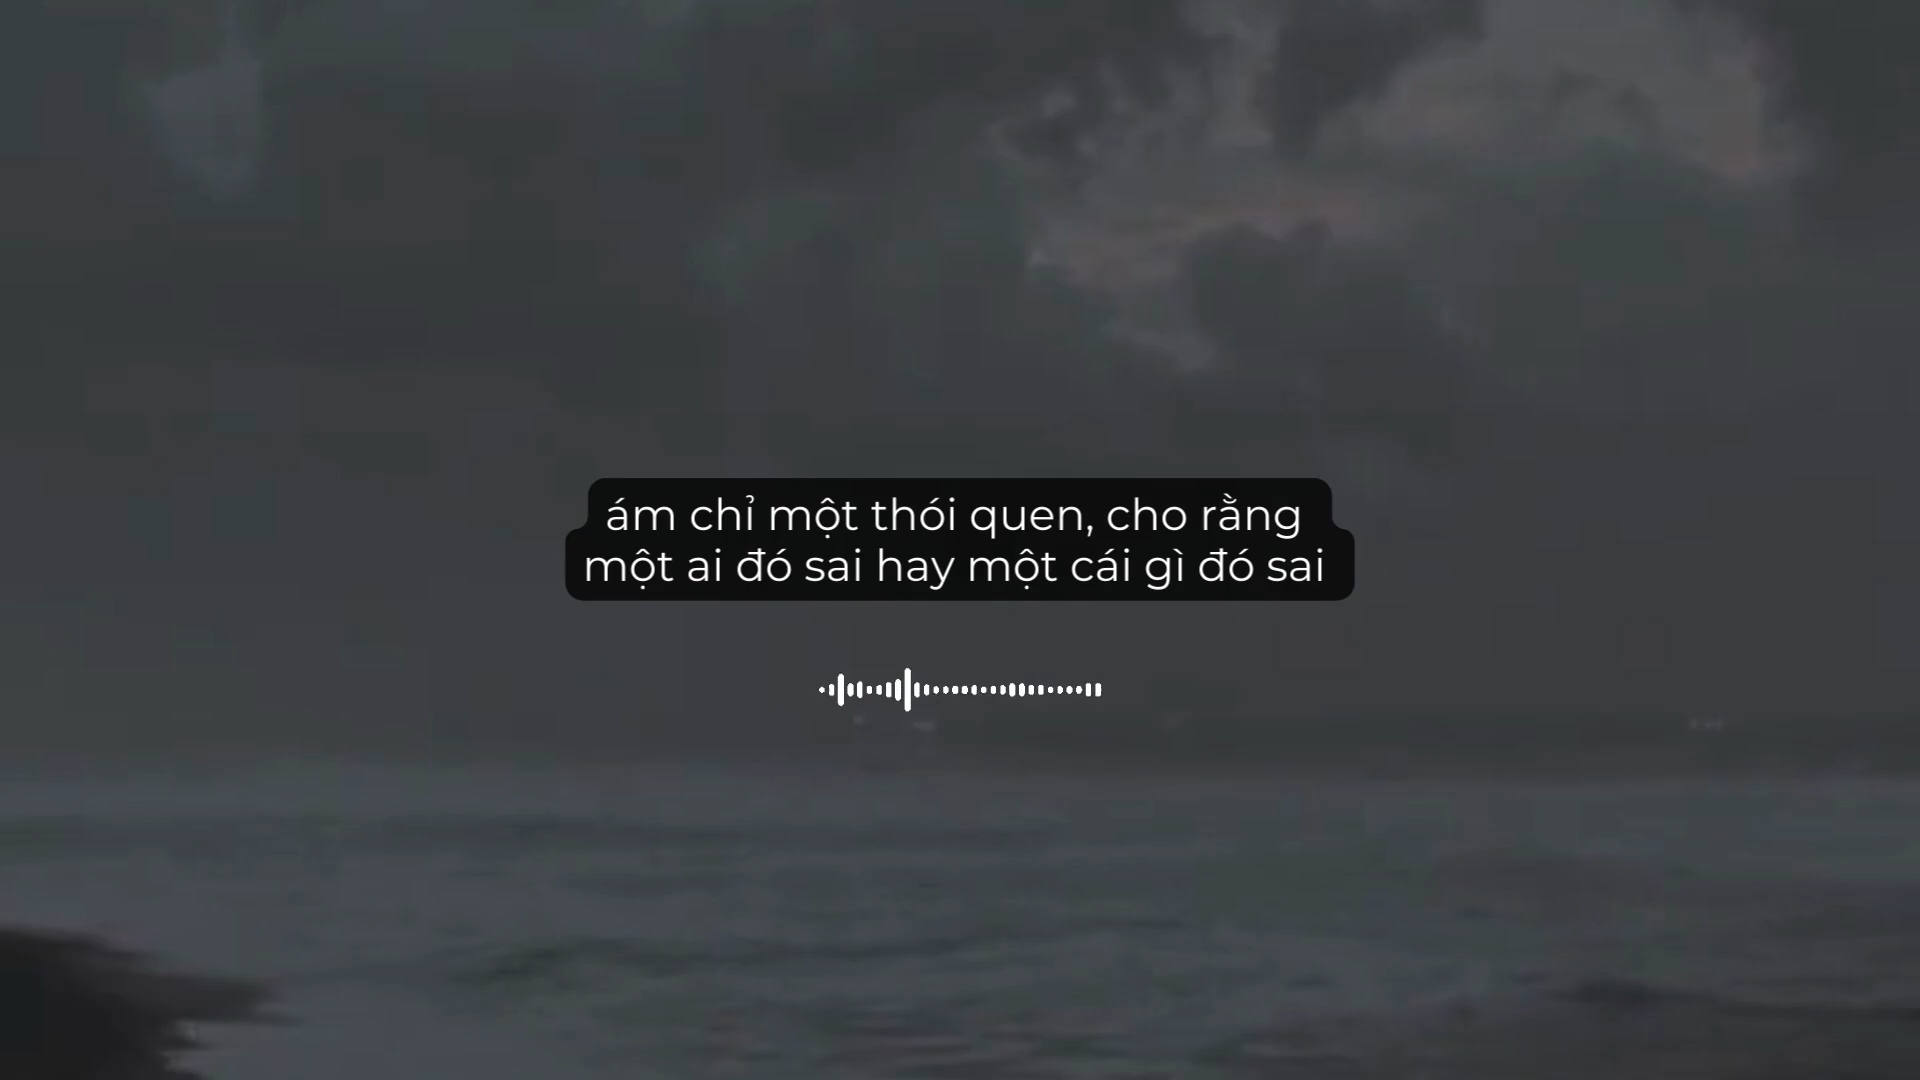 ám chỉ một thói quen, cho rằng
một ai đó sai hay một cái gì đó sai